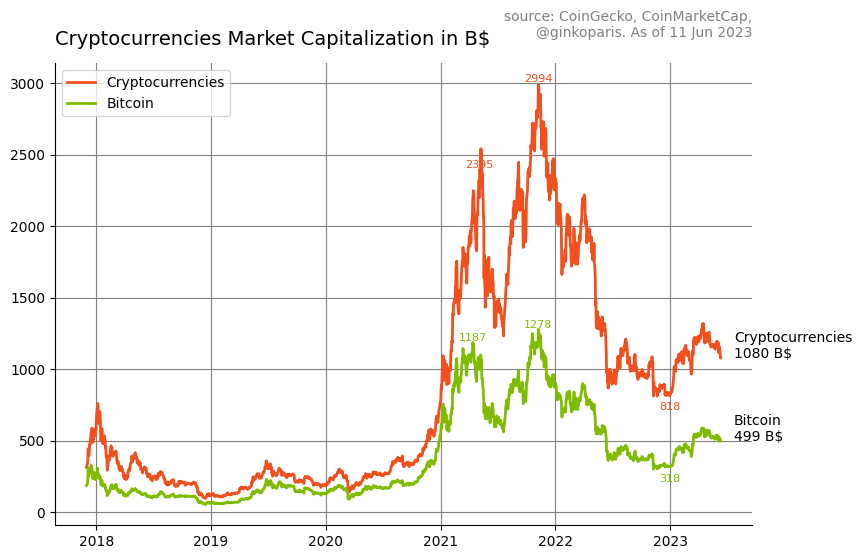 source: CoinGecko, CoinMarketCap,
@ginkoparis. As of 11 Jun 2023
Cryptocurrencies Market Capitalization in B$
Cryptocurrencies
Bitcoin
3000
2500
2000
1500
1000
500
0
2994
2395
1278
1187
818
318
Cryptocurrencies
1080 B$
Bitcoin
499 B$
2018 2019 2020 2021 2022 2023